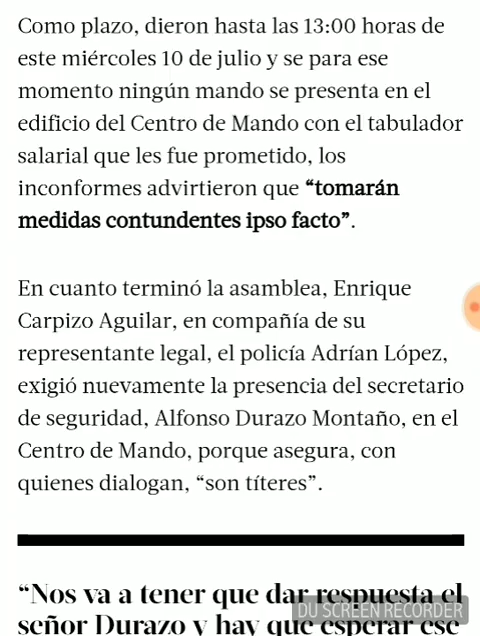 Como plazo, dieron hasta las 13:00 horas de
este miércoles 10 de julio y se para ese
momento ningún mando se presenta en el
edificio del Centro de Mando con el tabulador
salarial que les fue prometido, los
inconformes advirtieron que “tomarán
medidas contundentes ipso facto”.
En cuanto terminó la asamblea, Enrique
Carpizo Aguilar, en compañía de su
representante legal, el policía Adrián López,
exigió nuevamente la presencia del secretario
de seguridad, Alfonso Durazo Montaño, en el
Centro de Mando, porque asegura, con
quienes dialogan, “son títeres”.
“Nos va a tener que dar respuesta el
señor Durazo y hay que esperar ese
DU SCREEN RECORDER